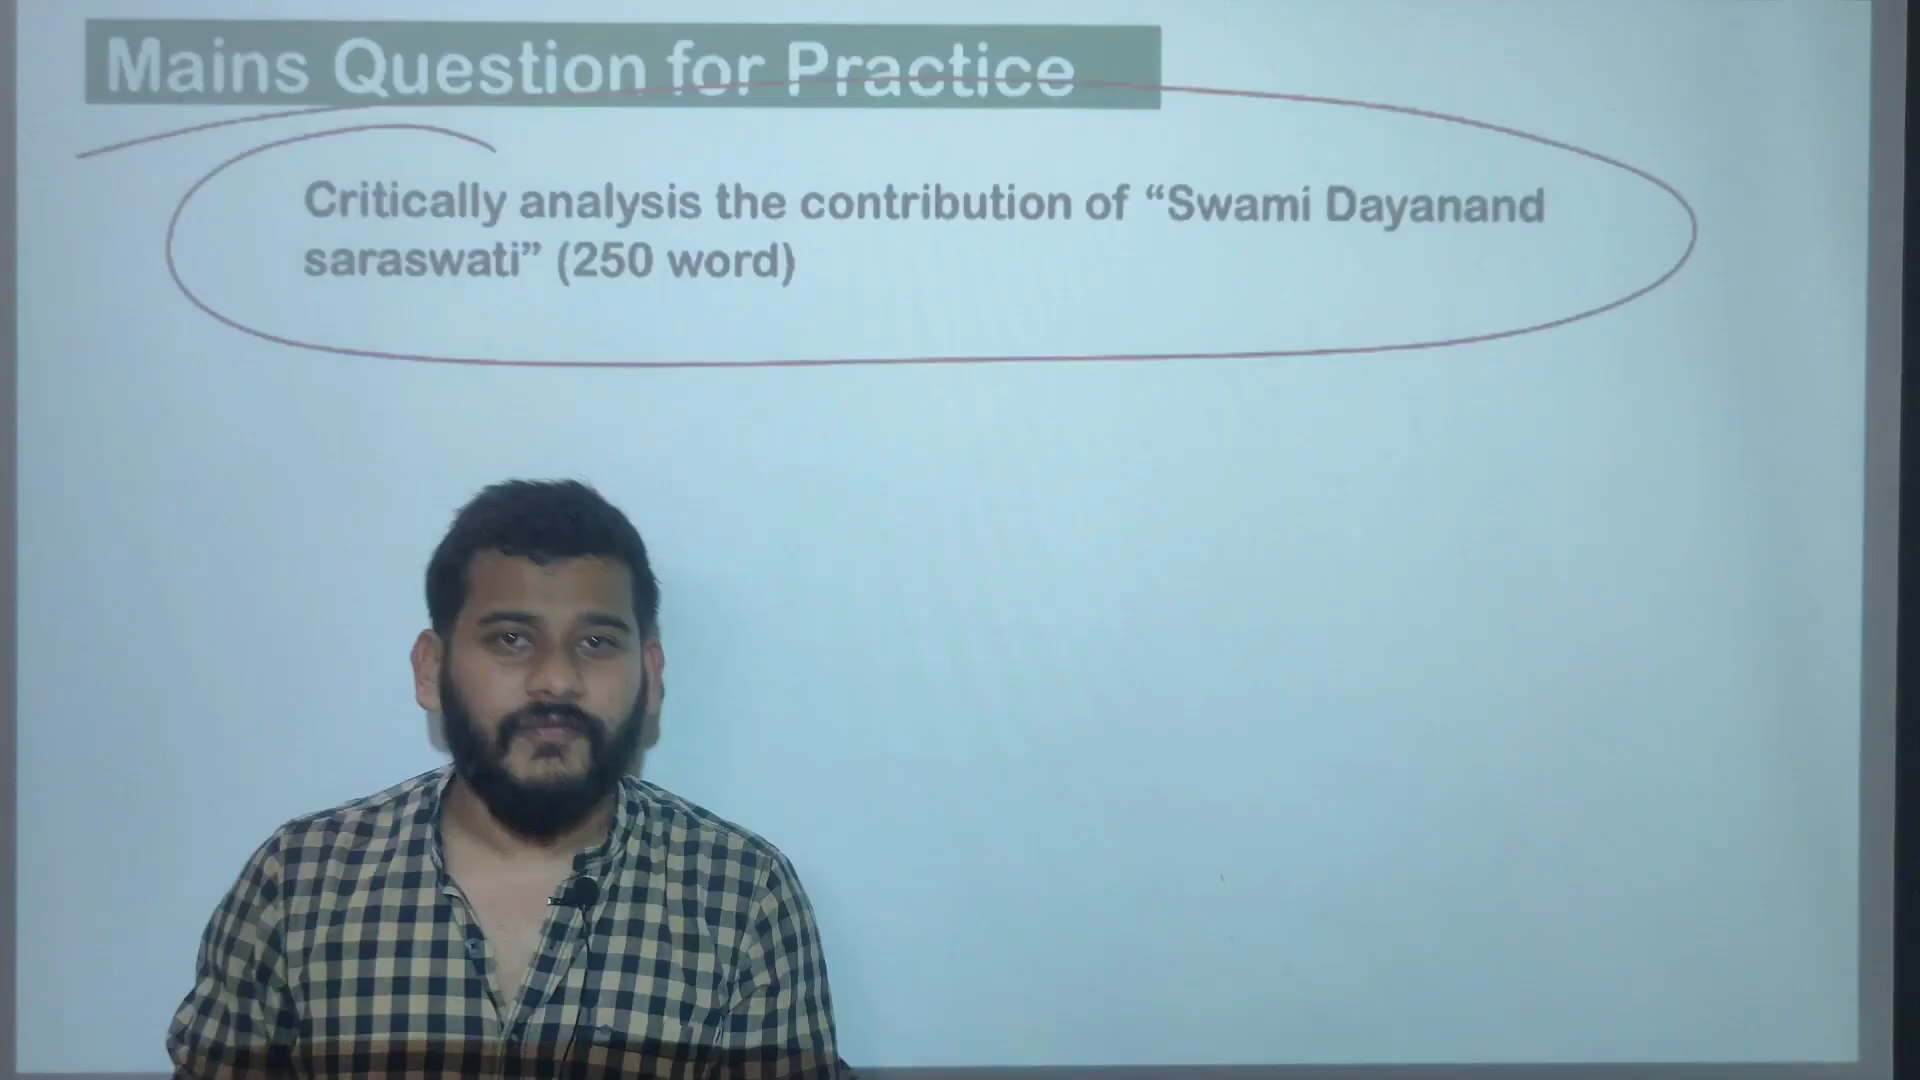 Mains Question for Practice
Critically analysis the contribution of “Swami Dayanand
saraswati” (250 word)